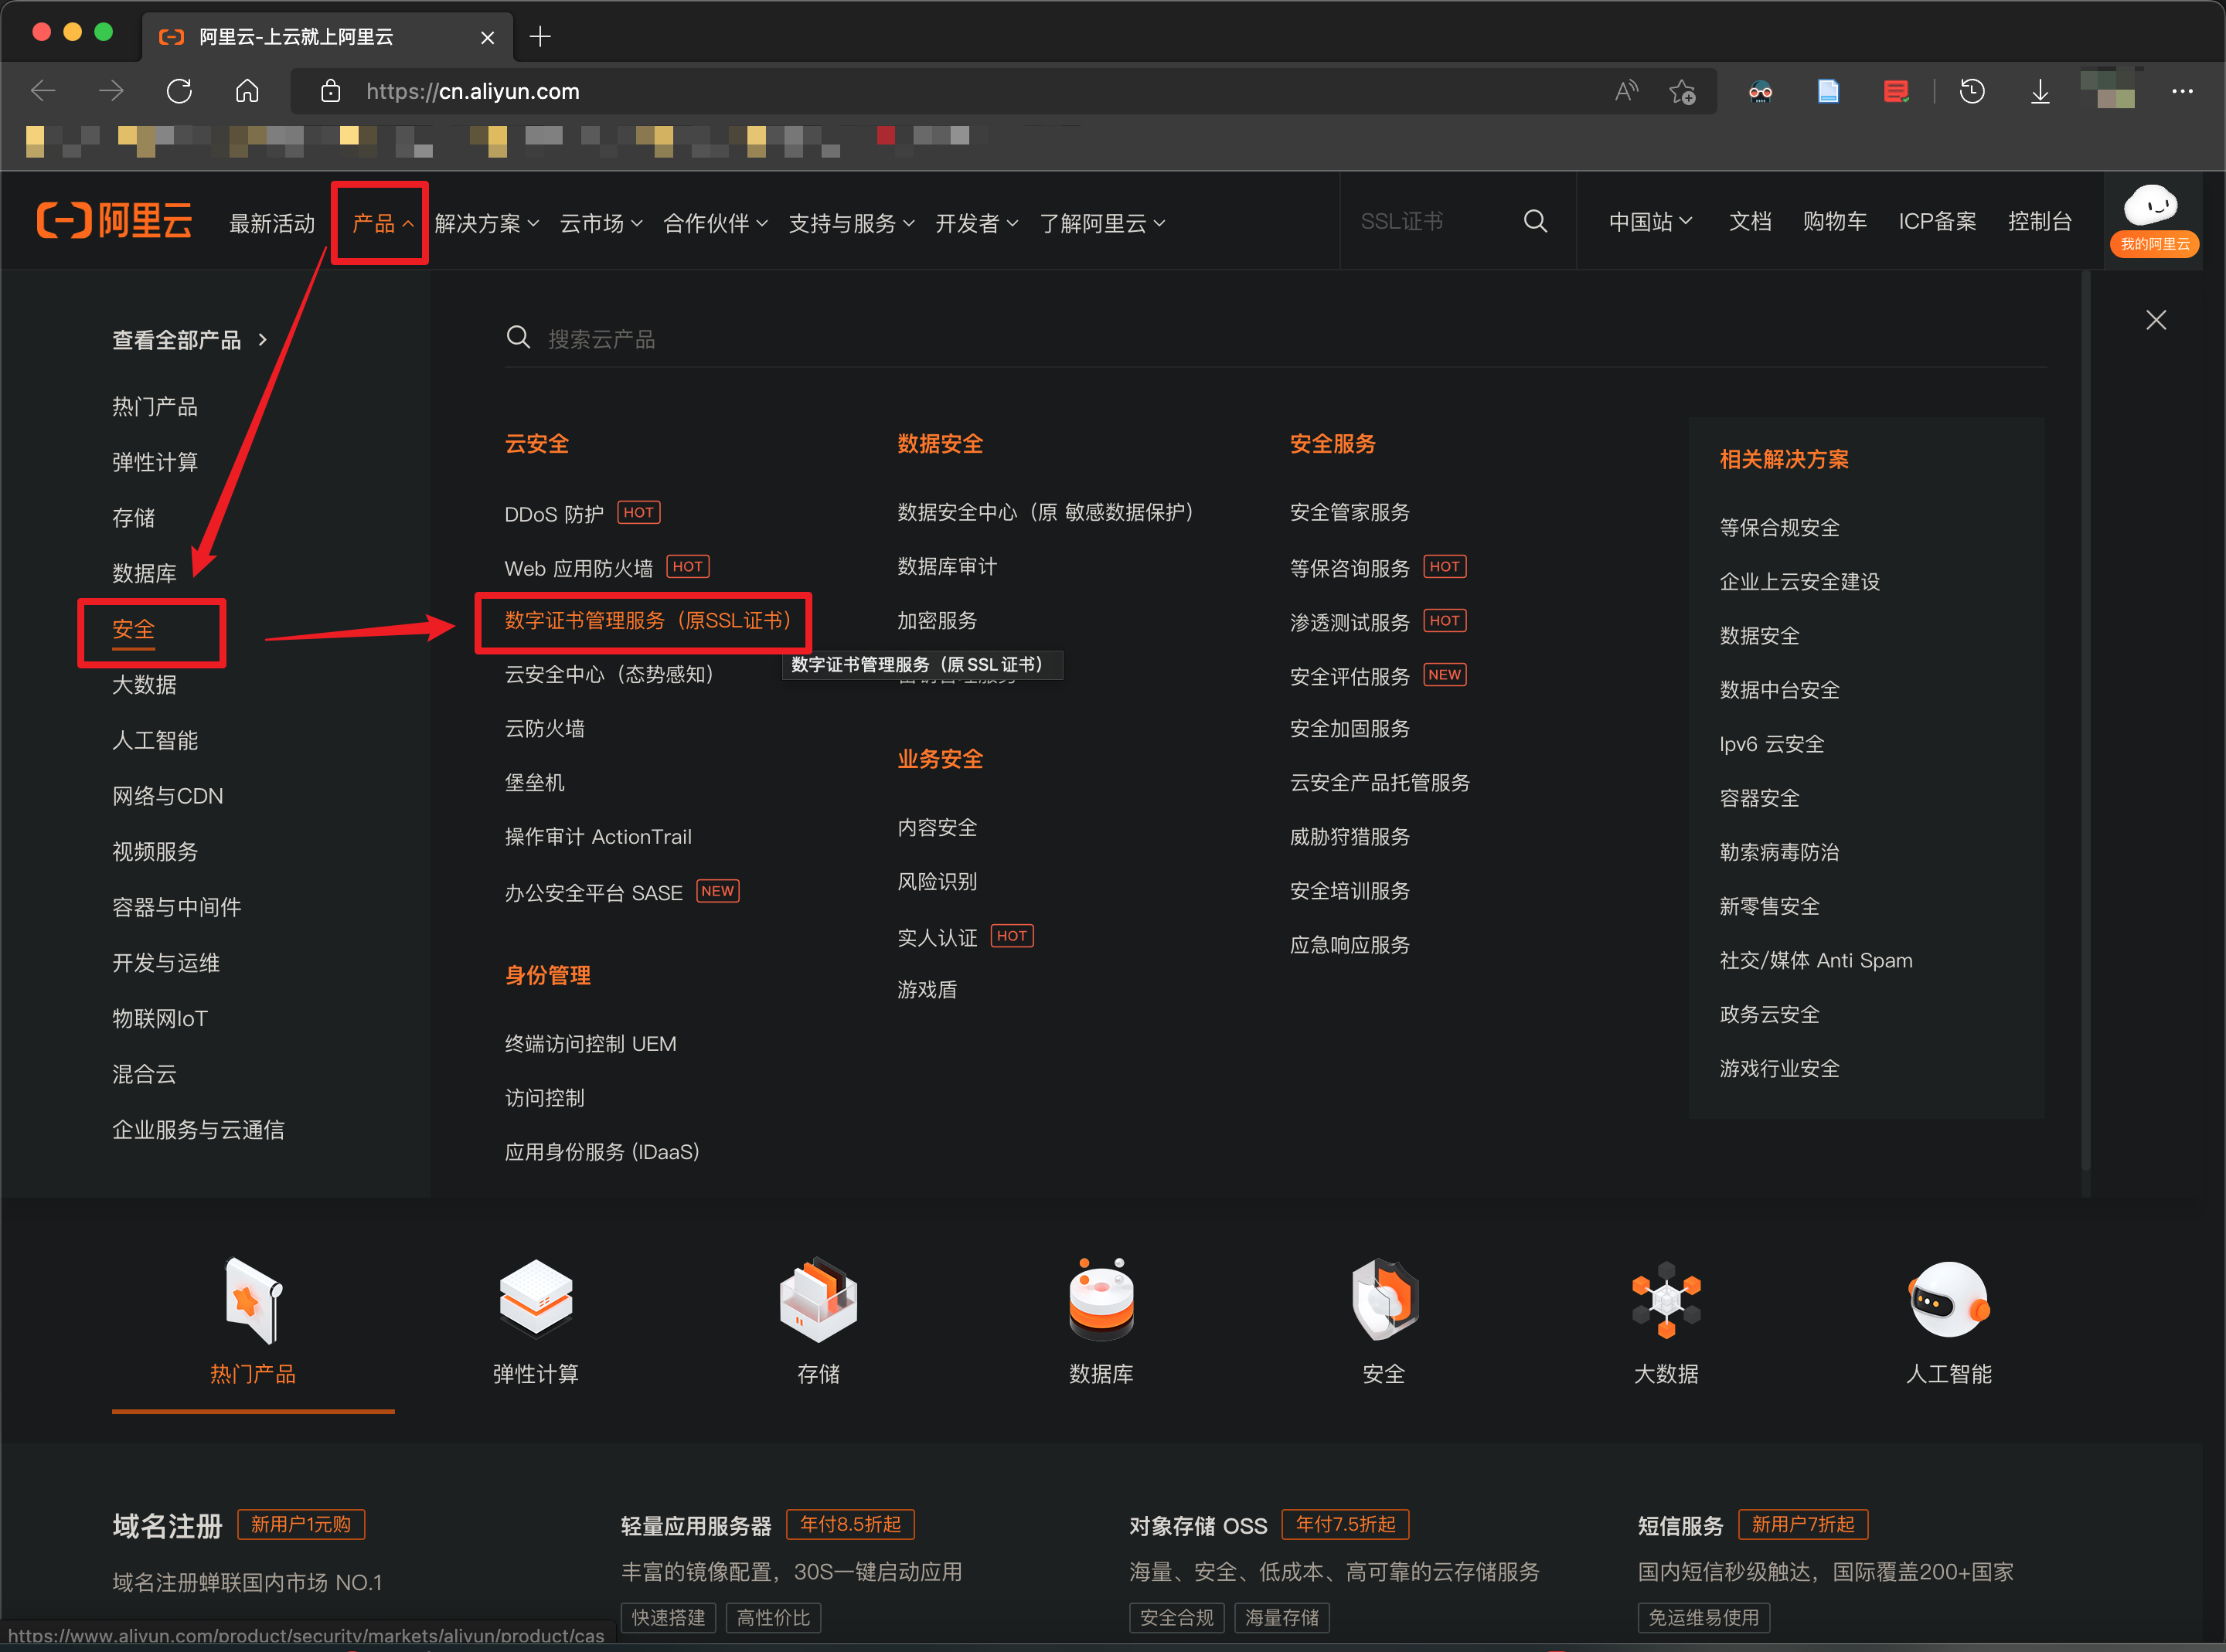 阿里云-上云就上阿里云
https://cn.aliyun.com
阿里云
最新活动 产品 解决方案 云市场 合作伙伴 支持与服务 开发者 了解阿里云
SSL证书
中国站 文档 购物车 ICP备案 控制台
我的阿里云
查看全部产品
热门产品
弹性计算
存储
数据库
安全
大数据
人工智能
网络与CDN
视频服务
容器与中间件
开发与运维
物联网IoT
混合云
企业服务与云通信
搜索云产品
云安全
DDoS 防护 HOT
Web 应用防火墙 HOT
数字证书管理服务（原SSL证书）
云安全中心（态势感知）
云防火墙
堡垒机
操作审计 ActionTrail
办公安全平台 SASE NEW
身份管理
终端访问控制 UEM
访问控制
应用身份服务 (IDaaS)
数据安全
数据安全中心（原 敏感数据保护）
数据库审计
加密服务
数字证书管理服务（原 SSL 证书）
业务安全
内容安全
风险识别
实人认证 HOT
游戏盾
安全服务
安全管家服务
等保咨询服务 HOT
渗透测试服务 HOT
安全评估服务 NEW
安全加固服务
云安全产品托管服务
威胁狩猎服务
安全培训服务
应急响应服务
相关解决方案
等保合规安全
企业上云安全建设
数据安全
数据中台安全
Ipv6 云安全
容器安全
勒索病毒防治
新零售安全
社交/媒体 Anti Spam
政务云安全
游戏行业安全
热门产品 弹性计算 存储 数据库 安全 大数据 人工智能
域名注册 新用户1元购
域名注册蝉联国内市场 NO.1
轻量应用服务器 年付8.5折起
丰富的镜像配置，30S一键启动应用
快速搭建 高性价比
对象存储 OSS 年付7.5折起
海量、安全、低成本、高可靠的云存储服务
安全合规 海量存储
短信服务 新用户7折起
国内短信秒级触达，国际覆盖200+国家
免运维易使用
https://www.aliyun.com/product/security/markets/aliyun/product/cas